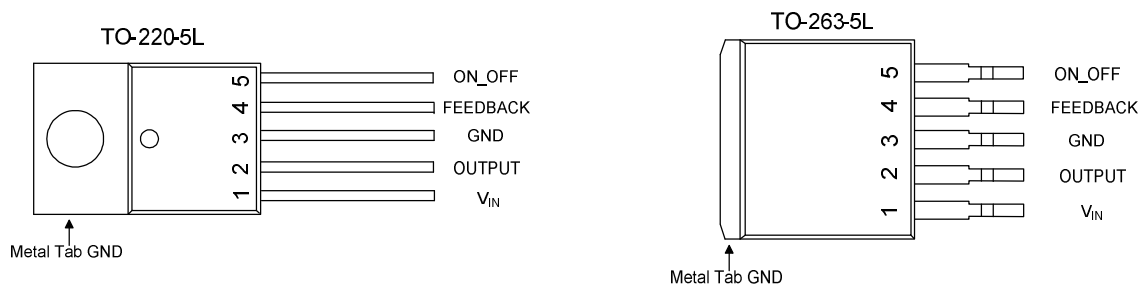 TO-220-5L
5 ON_OFF
4 FEEDBACK
3 GND
2 OUTPUT
1 VIN
Metal Tab GND
TO-263-5L
5 ON_OFF
4 FEEDBACK
3 GND
2 OUTPUT
1 VIN
Metal Tab GND